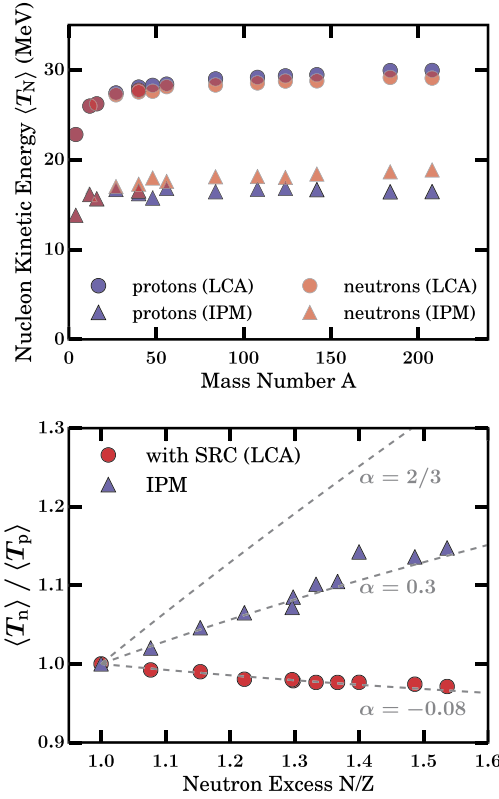 Nucleon Kinetic Energy ⟨T_N⟩ (MeV)
30
20
10
0
protons (LCA)
neutrons (LCA)
protons (IPM)
neutrons (IPM)
0 50 100 150 200
Mass Number A
⟨T_n⟩ / ⟨T_p⟩
1.3
1.2
1.1
1.0
0.9
with SRC (LCA)
IPM
α = 2/3
α = 0.3
α = −0.08
1.0 1.1 1.2 1.3 1.4 1.5 1.6
Neutron Excess N/Z